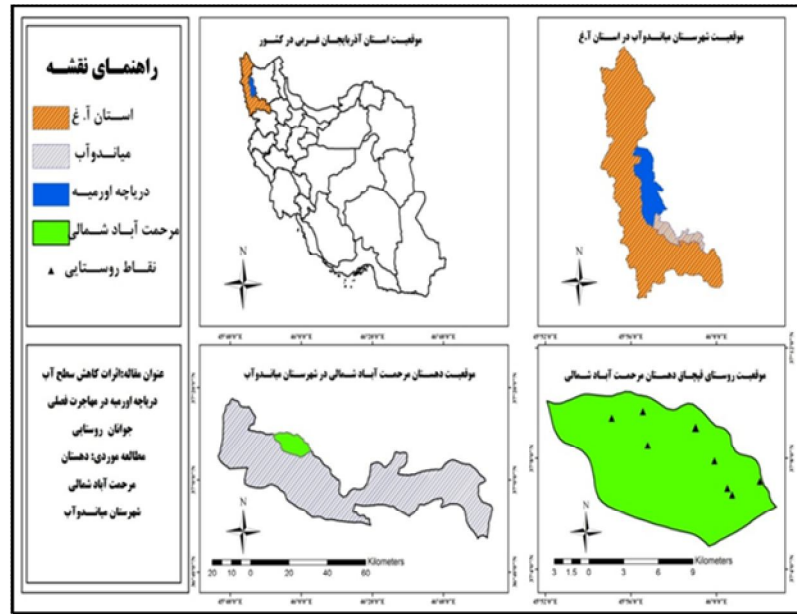 راهنمای نقشه
استان آ. غ
میاندوآب
دریاچه اورمیه
مرحمت آباد شمالی
نقاط روستایی
موقعیت استان آذربایجان غربی در کشور
N
موقعیت شهرستان میاندوآب در استان آ.غ
N
عنوان مقاله:اثرات کاهش سطح آب
دریاچه اورمیه در مهاجرت فصلی
جوانان روستایی
مطالعه موردی: دهستان
مرحمت آباد شمالی
شهرستان میاندوآب
موقعیت دهستان مرحمت آباد شمالی در شهرستان میاندوآب
N
Kilometers
20 10 0 20 40 60
موقعیت روستای قپچاق دهستان مرحمت آباد شمالی
N
Kilometers
3 1.5 0 3 6 9